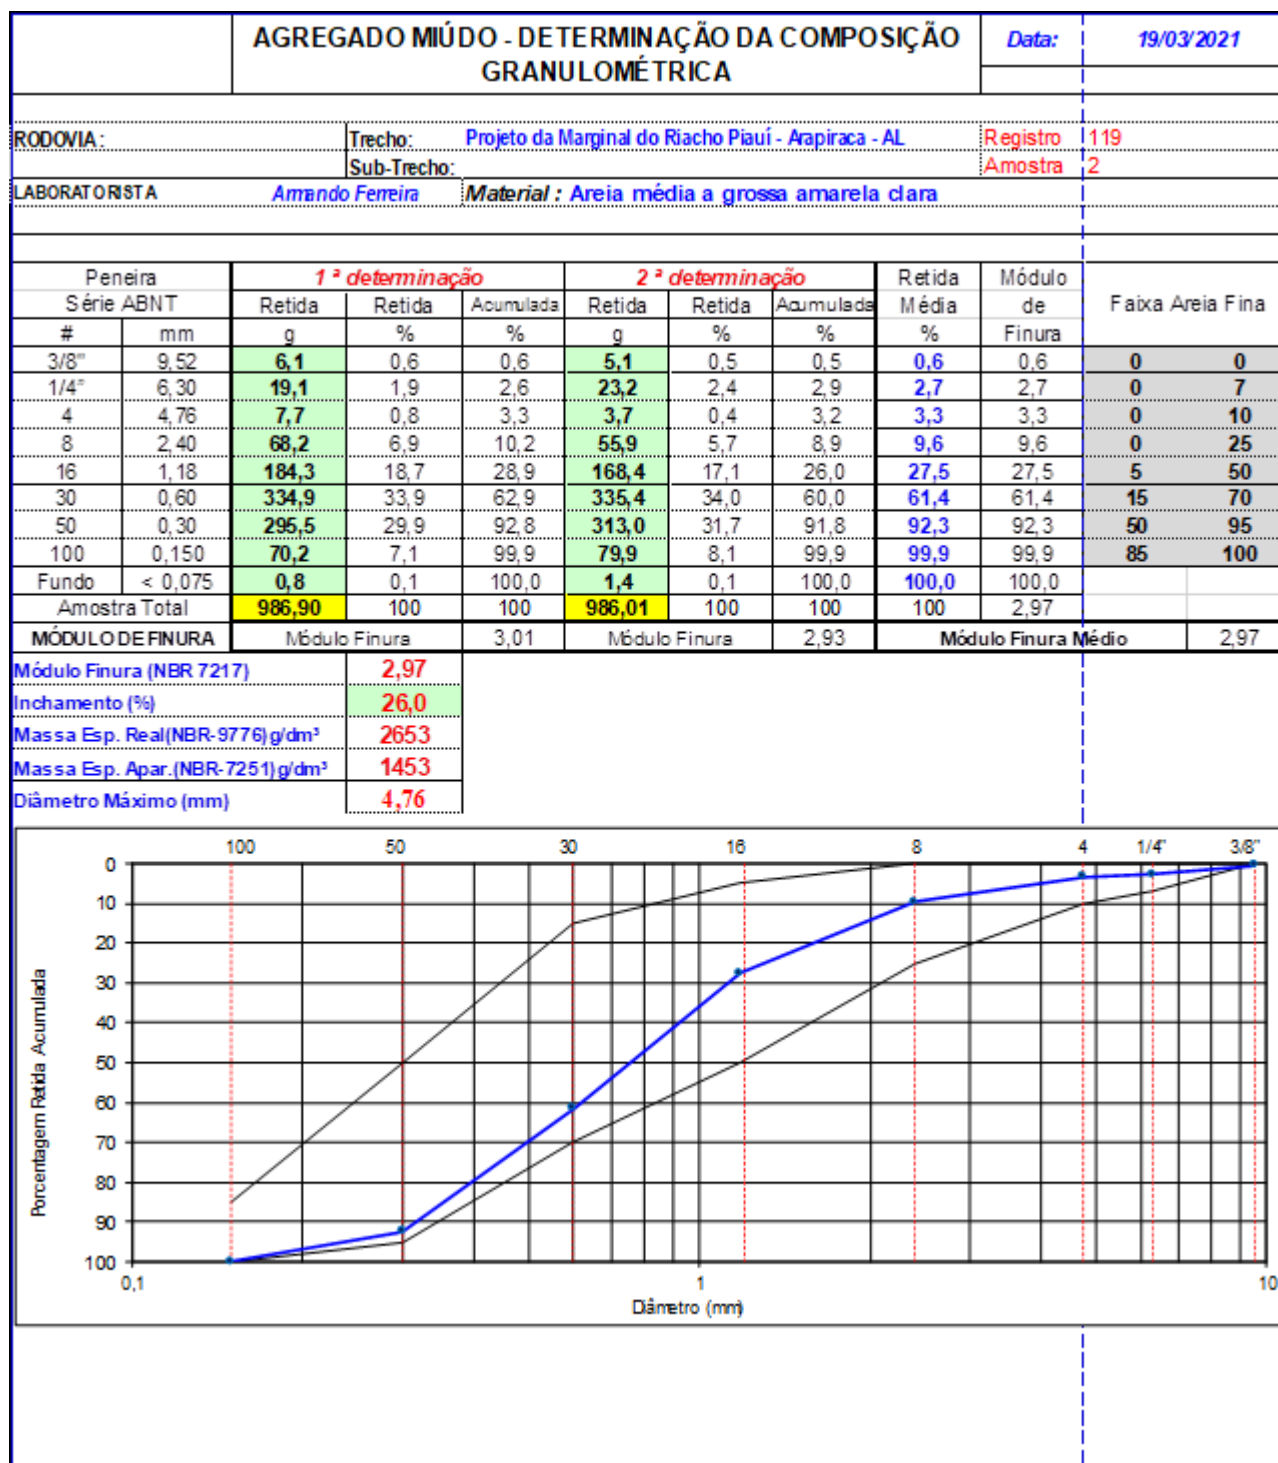 AGREGADO MIÚDO - DETERMINAÇÃO DA COMPOSIÇÃO GRANULOMÉTRICA
Data: 19/03/2021
RODOVIA: Trecho: Projeto da Marginal do Riacho Piauí - Arapiraca - AL Registro 119
Sub-Trecho: Amostra 2
LABORATORISTA Armando Ferreira Material : Areia média a grossa amarela clara
Peneira 1 ª determinação 2 ª determinação Retida Módulo Faixa Areia Fina
Série ABNT Retida Retida Acumulada Retida Retida Acumulada Média de
# mm g % % g % % % Finura
3/8" 9,52 6,1 0,6 0,6 5,1 0,5 0,5 0,6 0,6 0 0
1/4" 6,30 19,1 1,9 2,6 23,2 2,4 2,9 2,7 2,7 0 7
4 4,76 7,7 0,8 3,3 3,7 0,4 3,2 3,3 3,3 0 10
8 2,40 68,2 6,9 10,2 55,9 5,7 8,9 9,6 9,6 0 25
16 1,18 184,3 18,7 28,9 168,4 17,1 26,0 27,5 27,5 5 50
30 0,60 334,9 33,9 62,9 335,4 34,0 60,0 61,4 61,4 15 70
50 0,30 295,5 29,9 92,8 313,0 31,7 91,8 92,3 92,3 50 95
100 0,150 70,2 7,1 99,9 79,9 8,1 99,9 99,9 99,9 85 100
Fundo < 0,075 0,8 0,1 100,0 1,4 0,1 100,0 100,0 100,0
Amostra Total 986,90 100 100 986,01 100 100 100 2,97
MÓDULO DE FINURA Módulo Finura 3,01 Módulo Finura 2,93 Módulo Finura Médio 2,97
Módulo Finura (NBR 7217) 2,97
Inchamento (%) 26,0
Massa Esp. Real(NBR-9776)g/dm³ 2653
Massa Esp. Apar.(NBR-7251)g/dm³ 1453
Diâmetro Máximo (mm) 4,76
100 50 30 16 8 4 1/4" 3/8"
0
10
20
30
40
50
60
70
80
90
100
Porcentagem Retida Acumulada
0,1 1 10
Diâmetro (mm)